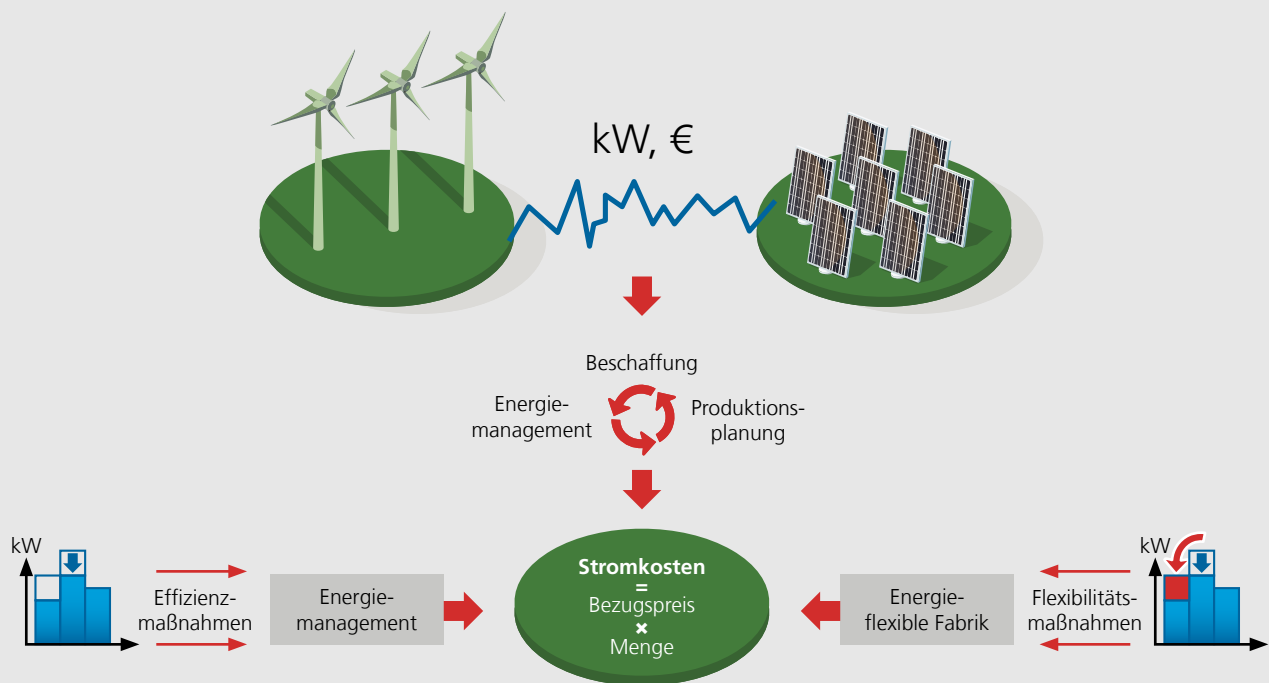 kW, €
Beschaffung
Energie-
management
Produktions-
planung
kW
Effizienz-
maßnahmen
Energie-
management
Stromkosten
=
Bezugspreis
×
Menge
Energie-
flexible Fabrik
Flexibilitäts-
maßnahmen
kW